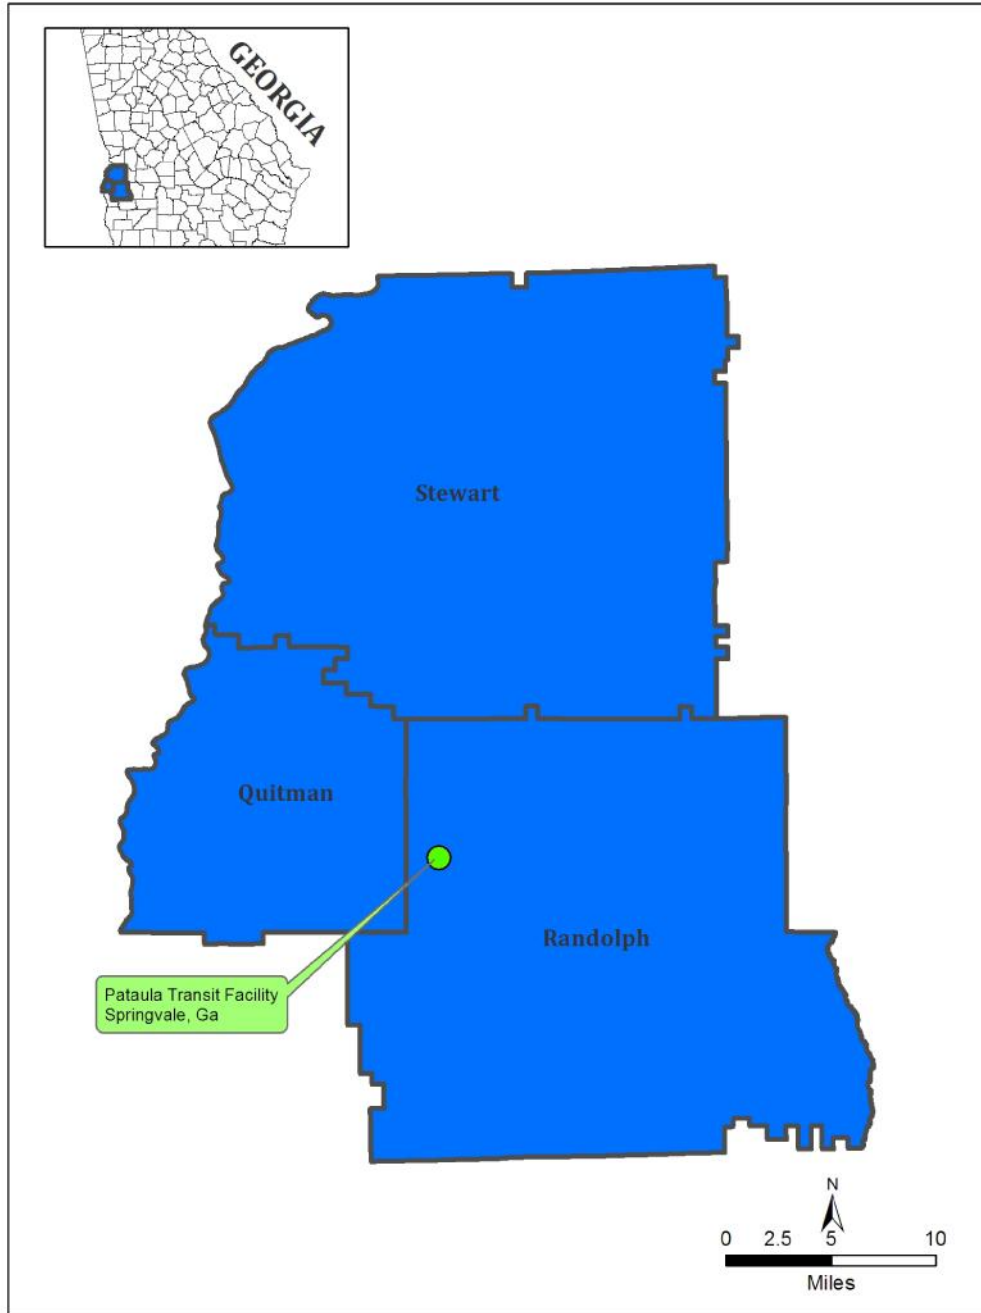 GEORGIA
Stewart
Quitman
Randolph
Pataula Transit Facility
Springvale, Ga
N
0 2.5 5 10
Miles